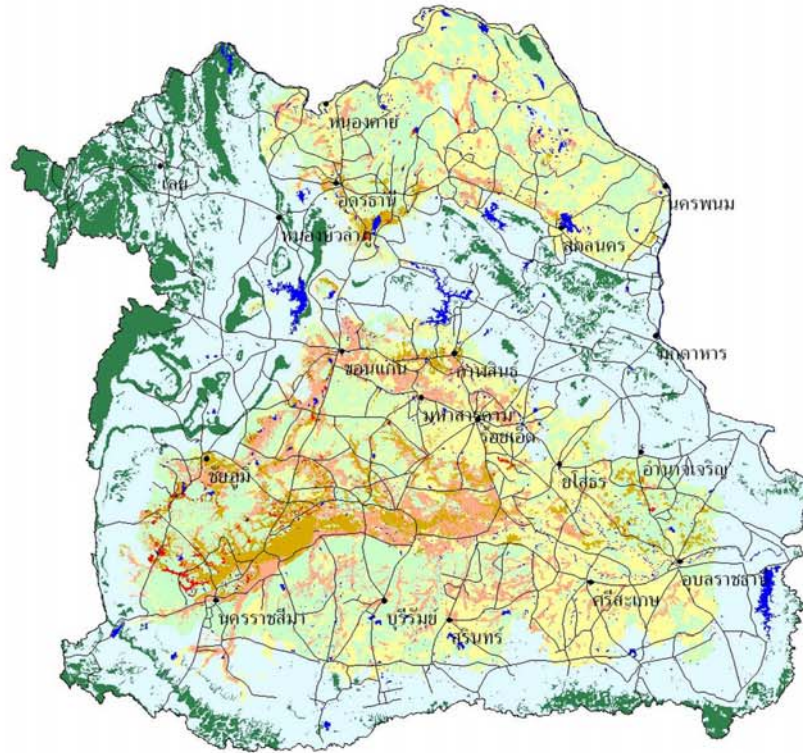 หนองคาย
เลย
อุดรธานี
นครพนม
หนองบัวลำภู
สกลนคร
มุกดาหาร
ขอนแก่น
กาฬสินธุ์
มหาสารคาม
ร้อยเอ็ด
ชัยภูมิ
ยโสธร
อำนาจเจริญ
อุบลราชธานี
ศรีสะเกษ
นครราชสีมา
บุรีรัมย์
สุรินทร์